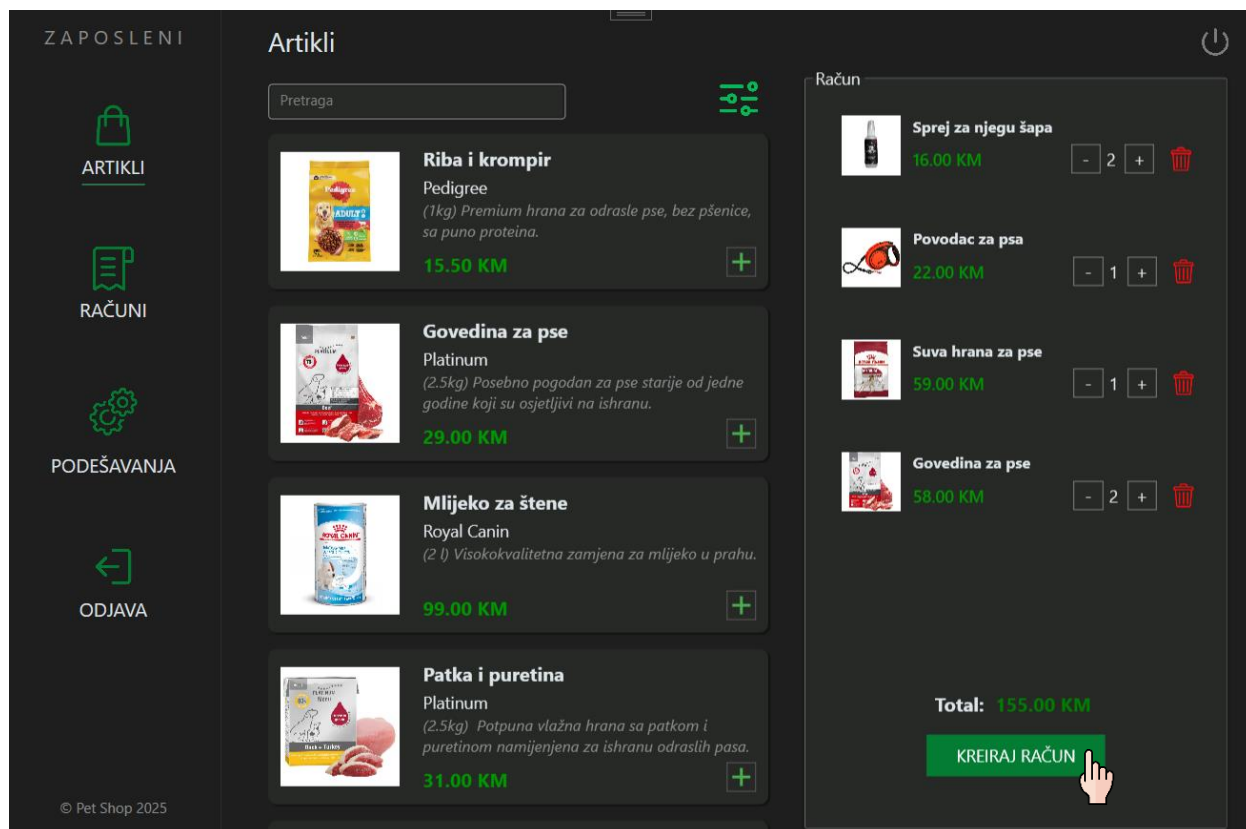 ZAPOSLENI
ARTIKLI
RAČUNI
PODEŠAVANJA
ODJAVA
© Pet Shop 2025
Artikli
Pretraga
Riba i krompir
Pedigree
(1kg) Premium hrana za odrasle pse, bez pšenice,
sa puno proteina.
15.50 KM
Govedina za pse
Platinum
(2.5kg) Posebno pogodan za pse starije od jedne
godine koji su osjetljivi na ishranu.
29.00 KM
Mlijeko za štene
Royal Canin
(2 l) Visokokvalitetna zamjena za mlijeko u prahu.
99.00 KM
Patka i puretina
Platinum
(2.5kg) Potpuna vlažna hrana sa patkom i
puretinom namijenjena za ishranu odraslih pasa.
31.00 KM
Pedigree
ADULT
ROYAL CANIN
Duck + Turkey
Račun
Sprej za njegu šapa
16.00 KM - 2 +
Povodac za psa
22.00 KM - 1 +
Suva hrana za pse
59.00 KM - 1 +
Govedina za pse
58.00 KM - 2 +
Total: 155.00 KM
KREIRAJ RAČUN